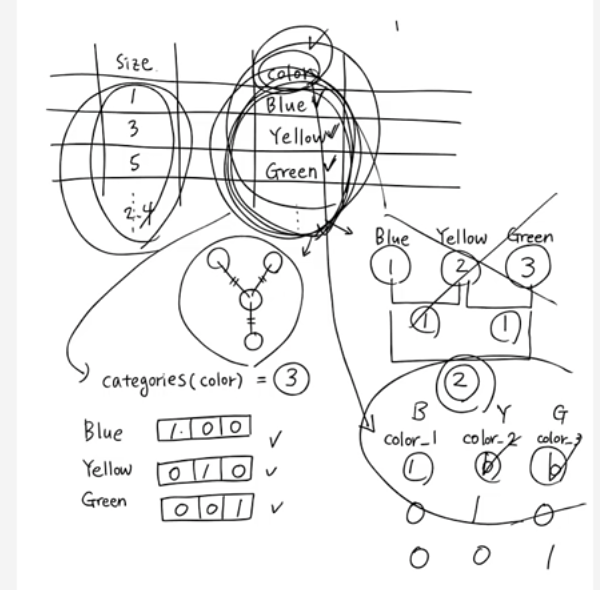 Size
color
1
Blue
3
Yellow
5
Green
2.4
Blue Yellow Green
1 2 3
1 1
2
categories(color) = 3
B Y G
color_1 color_2 color_3
Blue 1 0 0
Yellow 0 1 0
Green 0 0 1
1
0 1 0
0 0 1